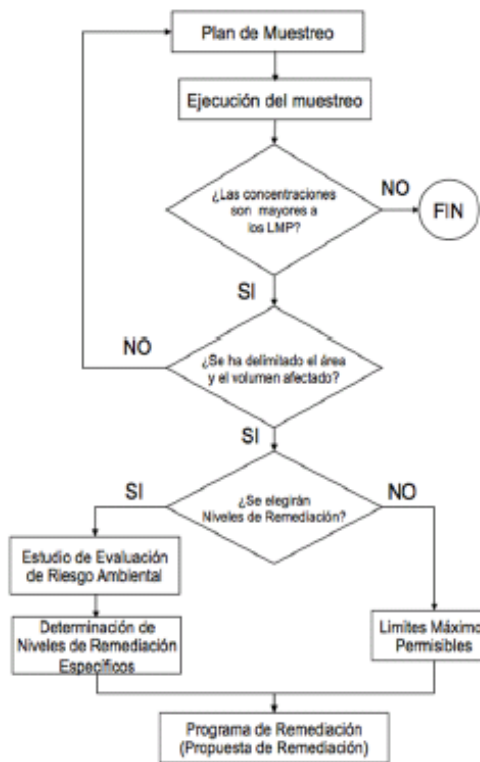 Plan de Muestreo
Ejecución del muestreo
¿Las concentraciones
son mayores a
los LMP?
NO
FIN
SI
NO
¿Se ha delimitado el área
y el volumen afectado?
SI
SI
¿Se elegirán
Niveles de Remediación?
NO
Estudio de Evaluación
de Riesgo Ambiental
Determinación de
Niveles de Remediación
Específicos
Limites Máximo
Permisibles
Programa de Remediación
(Propuesta de Remediación)